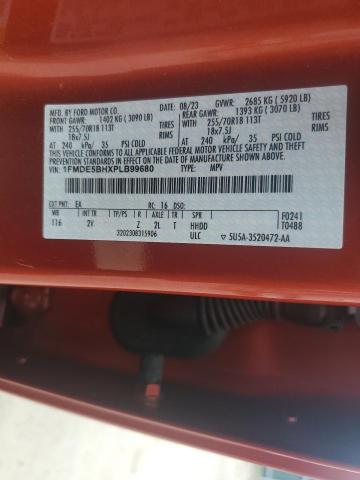 MFD. BY FORD MOTOR CO.
08/23 GVWR: 2685 KG ( 5920 LB)
FRONT GAWR: 1402 KG ( 3090 LB)
REAR GAWR: 1393 KG ( 3070 LB)
TIRES
255/70R18 113T
255/70R18 113T TIRES
18x7.5J RIMS
18x7.5J RIMS
AT 240 kPa/ 35 PSI COLD
AT 240 kPa/ 35 PSI COLD
THIS VEHICLE CONFORMS TO ALL APPLICABLE FEDERAL MOTOR VEHICLE SAFETY, BUMPER, AND THEFT PREVENTION STANDARDS IN EFFECT ON THE DATE OF MANUFACTURE SHOWN ABOVE.
VIN: 1FMDE5BHXPLB99680
TYPE: MPV
EXT PNT: EA RC: 16 DSO:
WB INT TR TP/PS R AXLE TR SPR
F0241
116 2V Z 2L T HHDD
T0488
3202308315906 ULC 5U5A-3520472-AA